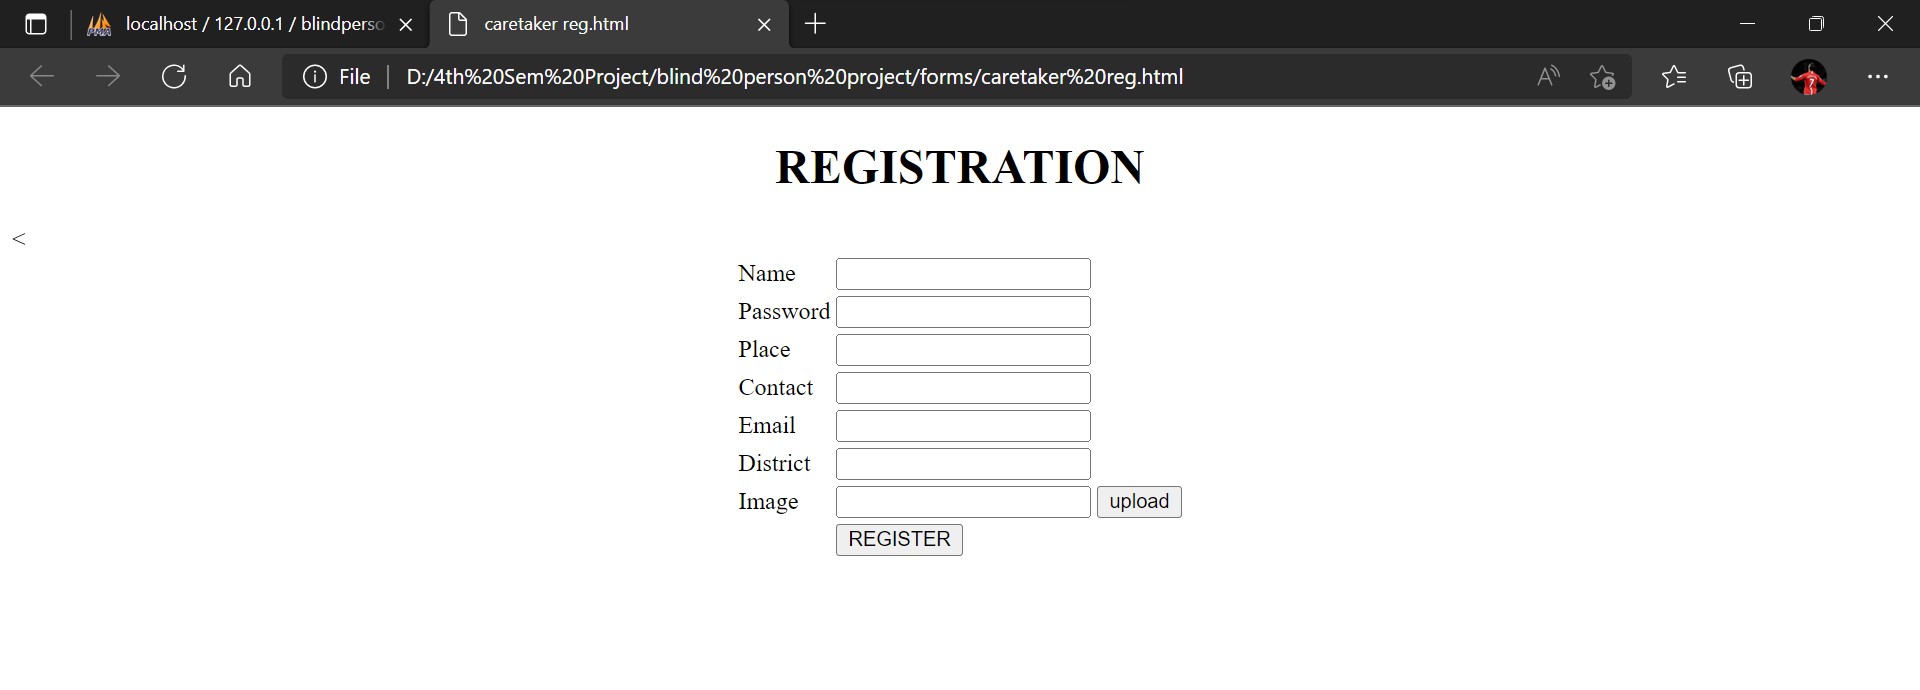 localhost / 127.0.0.1 / blindperso
caretaker reg.html
File
D:/4th%20Sem%20Project/blind%20person%20project/forms/caretaker%20reg.html
REGISTRATION
<
Name
Password
Place
Contact
Email
District
Image upload
REGISTER